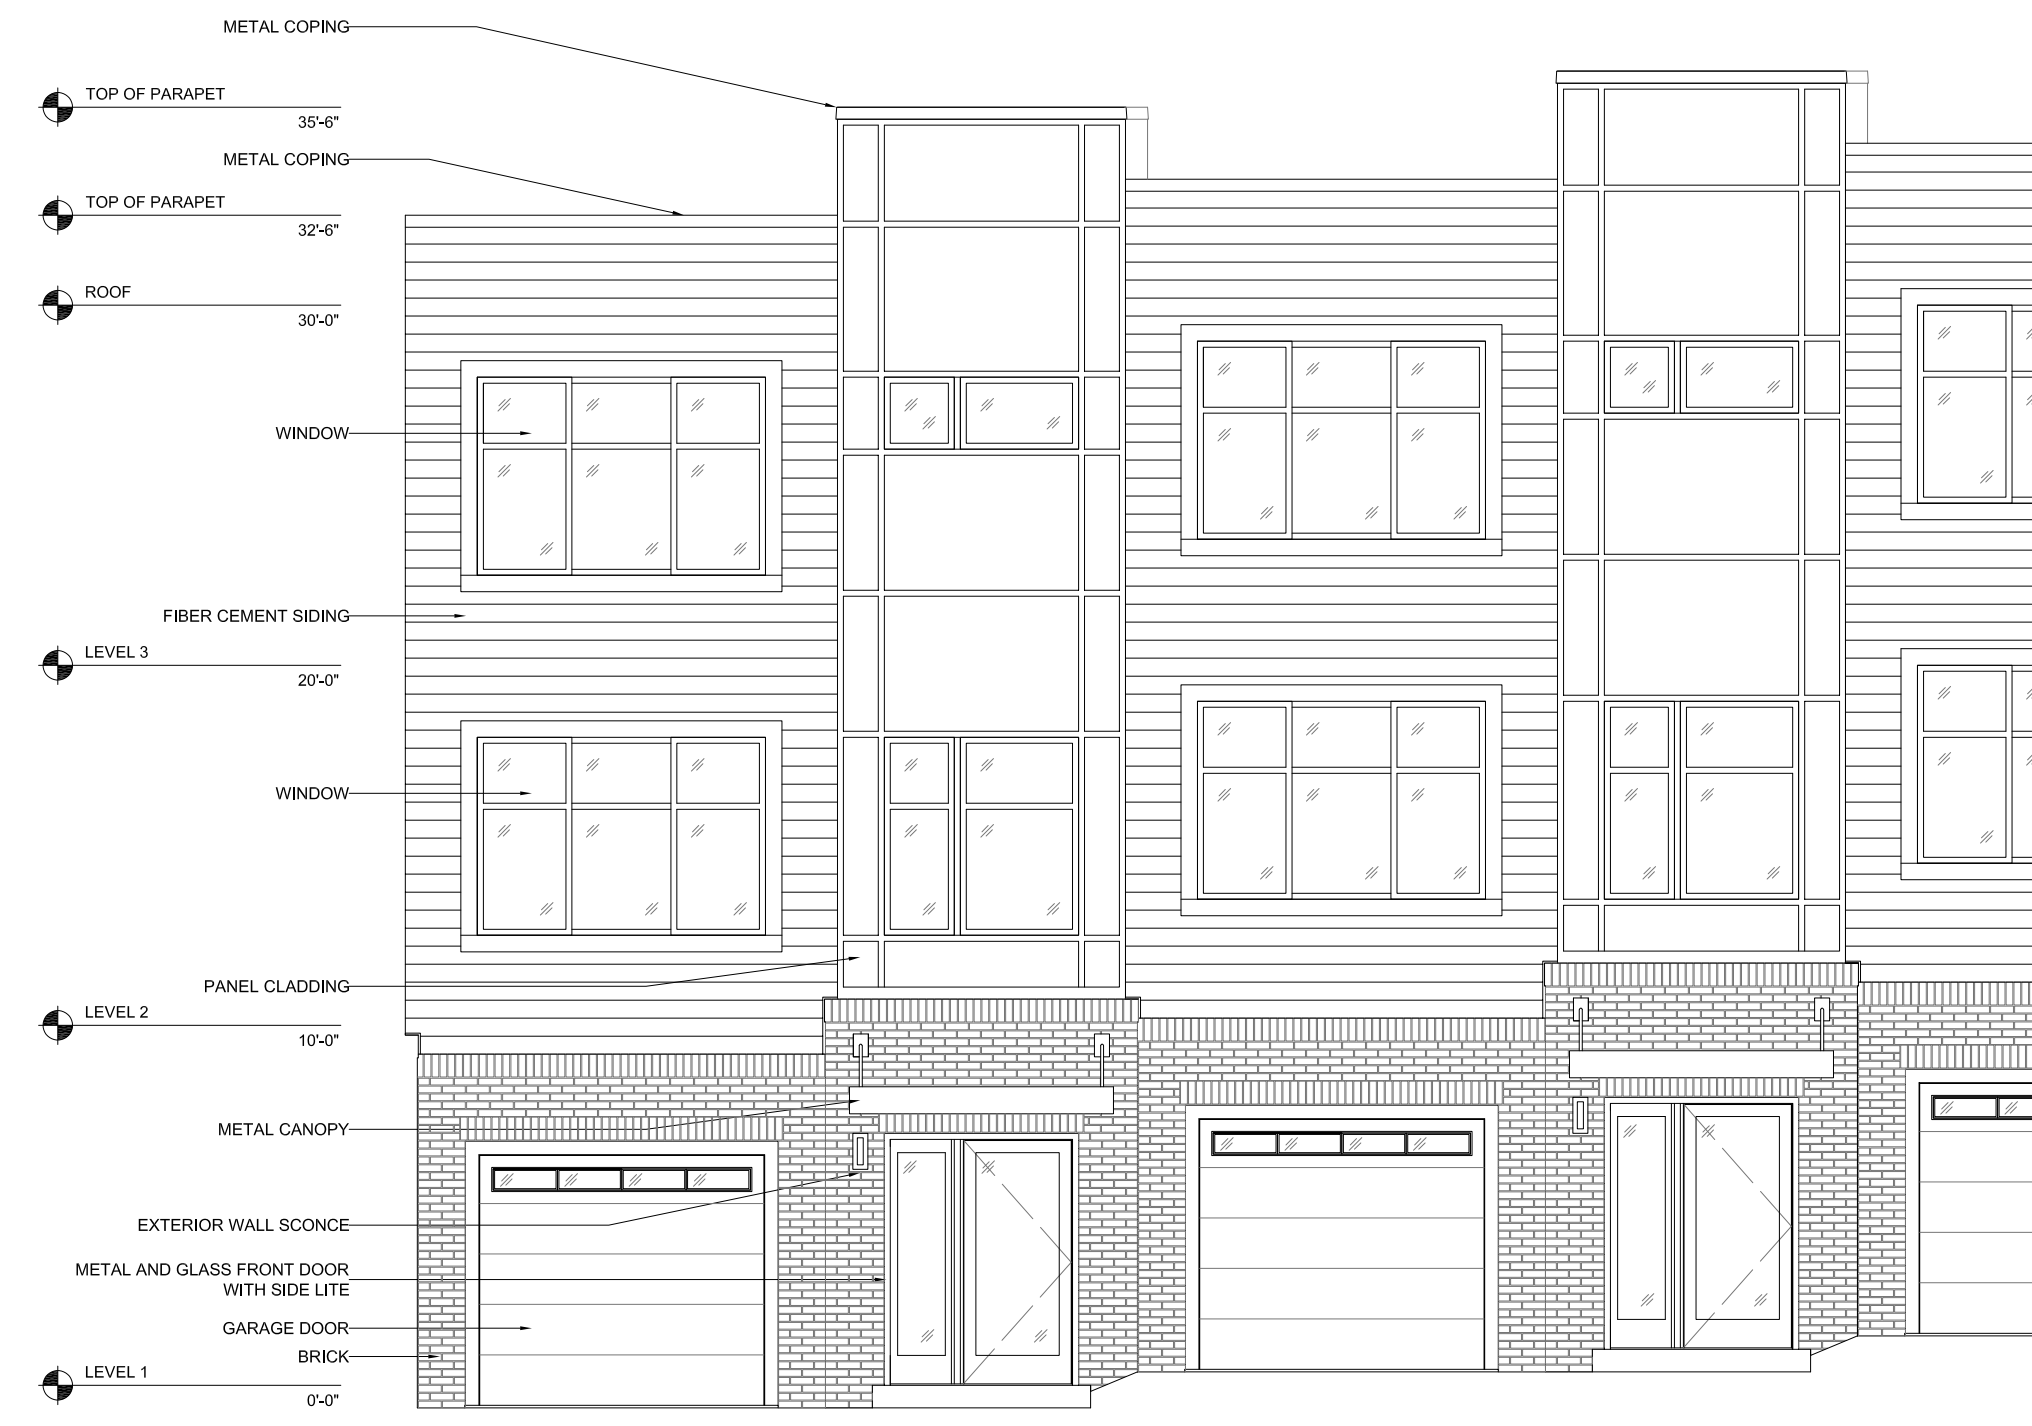 METAL COPING
TOP OF PARAPET
35'-6"
METAL COPING
TOP OF PARAPET
32'-6"
ROOF
30'-0"
WINDOW
FIBER CEMENT SIDING
LEVEL 3
20'-0"
WINDOW
PANEL CLADDING
LEVEL 2
10'-0"
METAL CANOPY
EXTERIOR WALL SCONCE
METAL AND GLASS FRONT DOOR
WITH SIDE LITE
GARAGE DOOR
BRICK
LEVEL 1
0'-0"